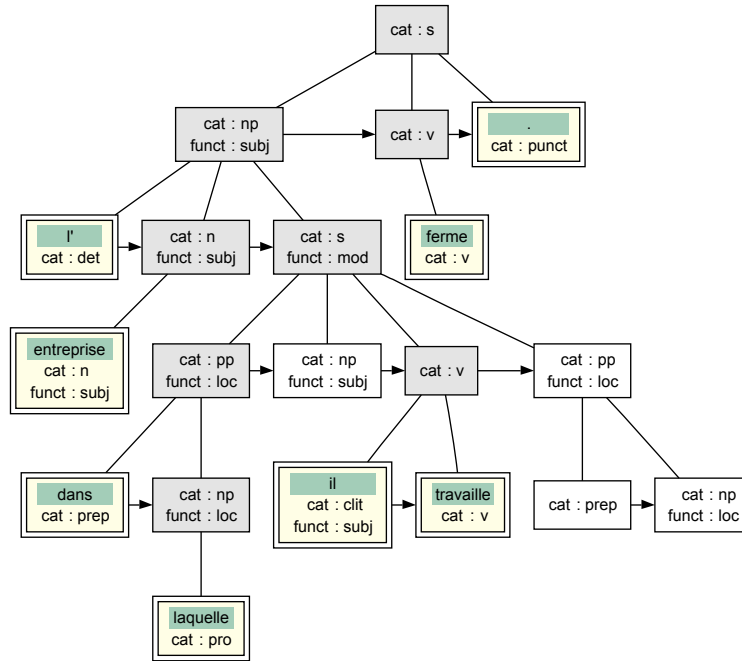 cat : s
cat : np
funct : subj
cat : v
.
cat : punct
l'
cat : det
cat : n
funct : subj
cat : s
funct : mod
ferme
cat : v
entreprise
cat : n
funct : subj
cat : pp
funct : loc
cat : np
funct : subj
cat : v
cat : pp
funct : loc
dans
cat : prep
cat : np
funct : loc
il
cat : clit
funct : subj
travaille
cat : v
cat : prep
cat : np
funct : loc
laquelle
cat : pro